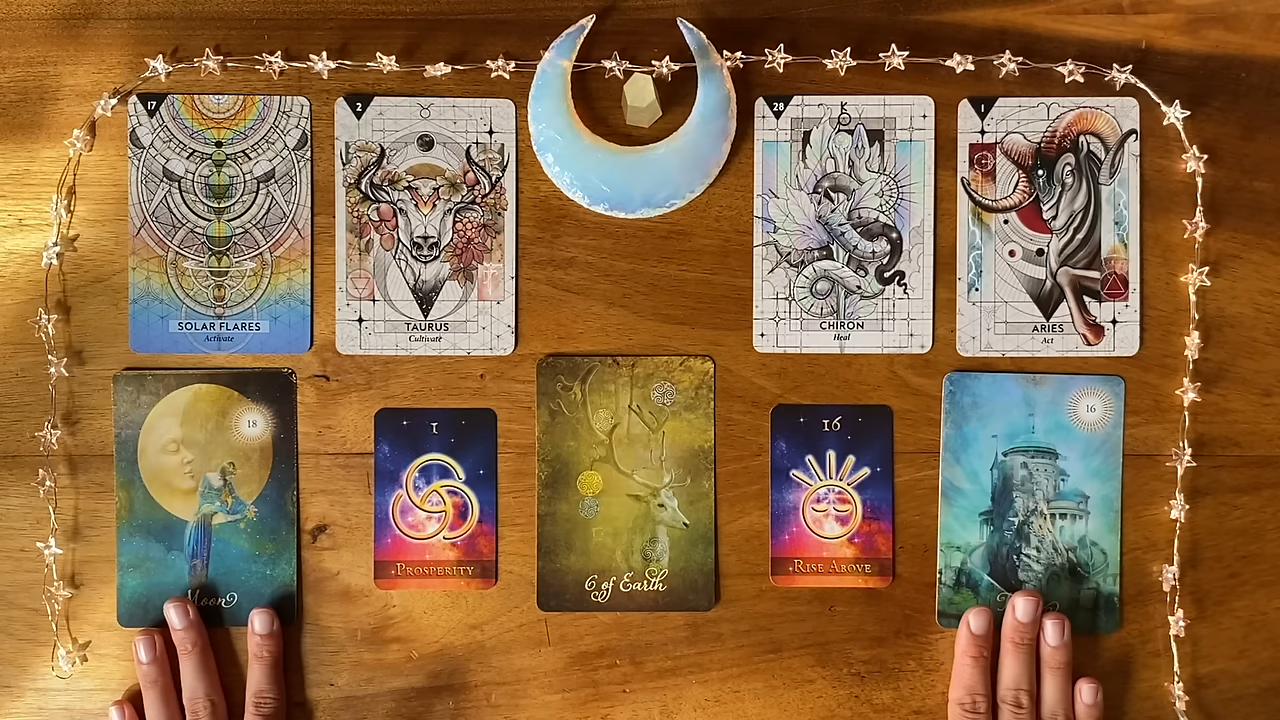 17
SOLAR FLARES
Activate
2
TAURUS
Cultivate
28
CHIRON
Heal
1
ARIES
Act
18
Moon
1
PROSPERITY
6 of Earth
16
RISE ABOVE
16